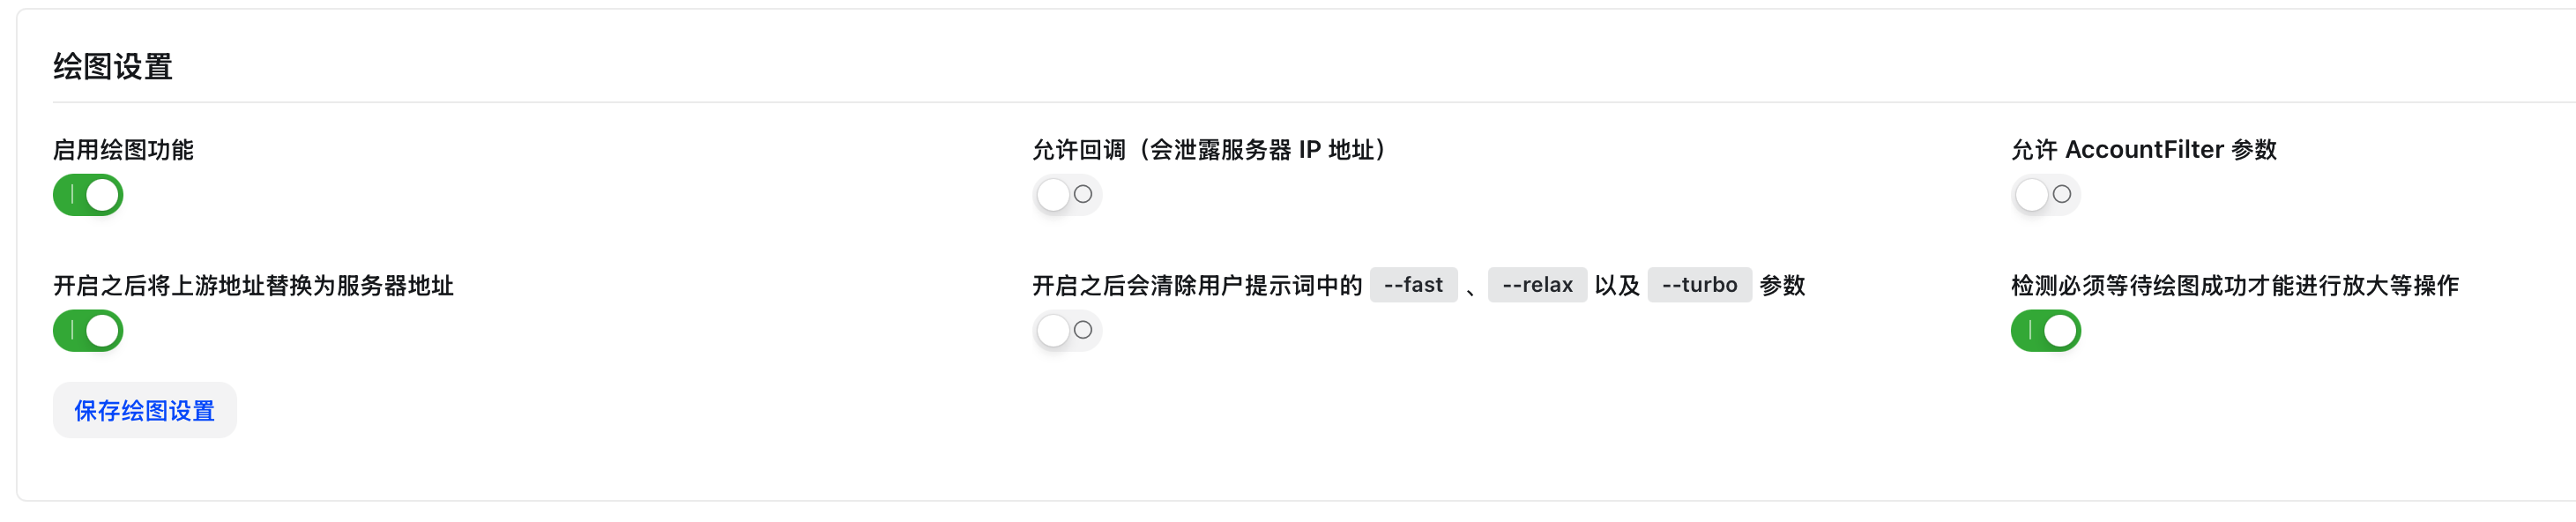 绘图设置
启用绘图功能
允许回调（会泄露服务器 IP 地址）
允许 AccountFilter 参数
开启之后将上游地址替换为服务器地址
开启之后会清除用户提示词中的 --fast 、 --relax 以及 --turbo 参数
检测必须等待绘图成功才能进行放大等操作
保存绘图设置